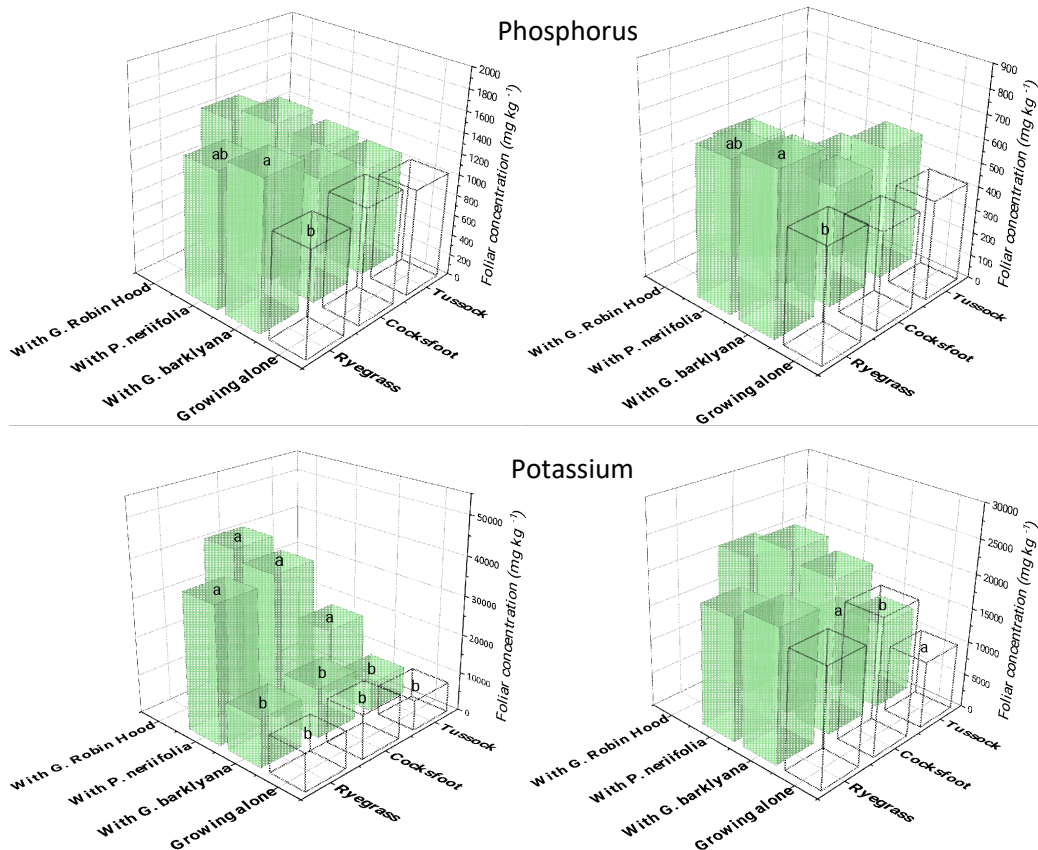 Phosphorus
2000
1800
1600
1400
1200
1000
800
600
400
200
0
Foliar concentration (mg kg -1)
ab
a
b
With G. Robin Hood
With P. neriifolia
With G. barklyana
Growing alone
Ryegrass
Cocksfoot
Tussock
900
800
700
600
500
400
300
200
100
0
Foliar concentration (mg kg -1)
ab
a
b
With G. Robin Hood
With P. neriifolia
With G. barklyana
Growing alone
Ryegrass
Cocksfoot
Tussock
Potassium
50000
40000
30000
20000
10000
0
Foliar concentration (mg kg -1)
a
a
a
a
b
b
b
b
b
With G. Robin Hood
With P. neriifolia
With G. barklyana
Growing alone
Ryegrass
Cocksfoot
Tussock
30000
25000
20000
15000
10000
5000
0
Foliar concentration (mg kg -1)
a
b
a
With G. Robin Hood
With P. neriifolia
With G. barklyana
Growing alone
Ryegrass
Cocksfoot
Tussock